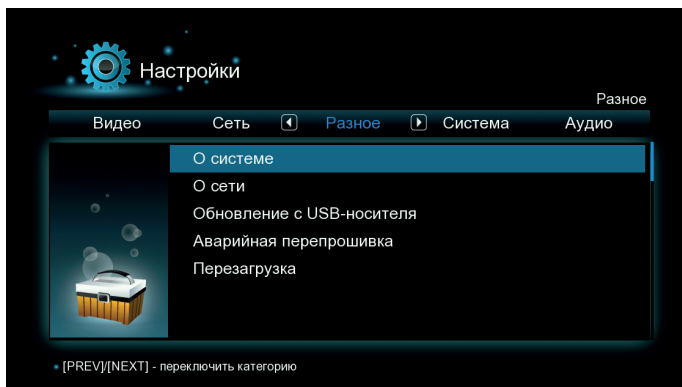 Настройки
Разное
Видео Сеть Разное Система Аудио
О системе
О сети
Обновление с USB-носителя
Аварийная перепрошивка
Перезагрузка
[PREV]/[NEXT] - переключить категорию